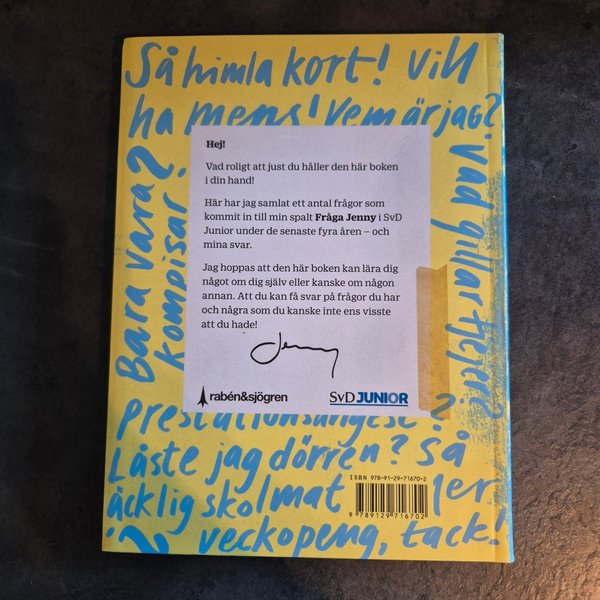 Så himla kort! Vill
ha mens! Vem är jag?
Vad gillar tjejer?
Bara vara?
kompisar
Hej!
Vad roligt att just du håller den här boken
i din hand!
Här har jag samlat ett antal frågor som
kommit in till min spalt Fråga Jenny i SvD
Junior under de senaste fyra åren – och
mina svar.
Jag hoppas att den här boken kan lära dig
något om dig själv eller kanske om någon
annan. Att du kan få svar på frågor du har
och några som du kanske inte ens visste
att du hade!
Jenny
rabén&sjögren
SvD JUNIOR
prestationsångest?
Låste jag dörren? Så
äcklig skolmat
veckopeng, tack!
ISBN 978-91-29-71670-2
9 789129 716702